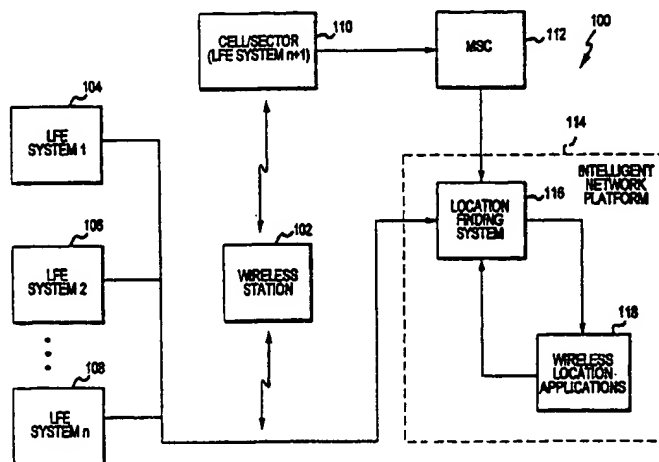 110
CELL/SECTOR
(LFE SYSTEM n+1)
MSC
112
100
104
LFE
SYSTEM 1
114
INTELLIGENT
NETWORK
PLATFORM
116
LOCATION
FINDING
SYSTEM
106
LFE
SYSTEM 2
102
WIRELESS
STATION
118
WIRELESS
LOCATION
APPLICATIONS
108
LFE
SYSTEM n